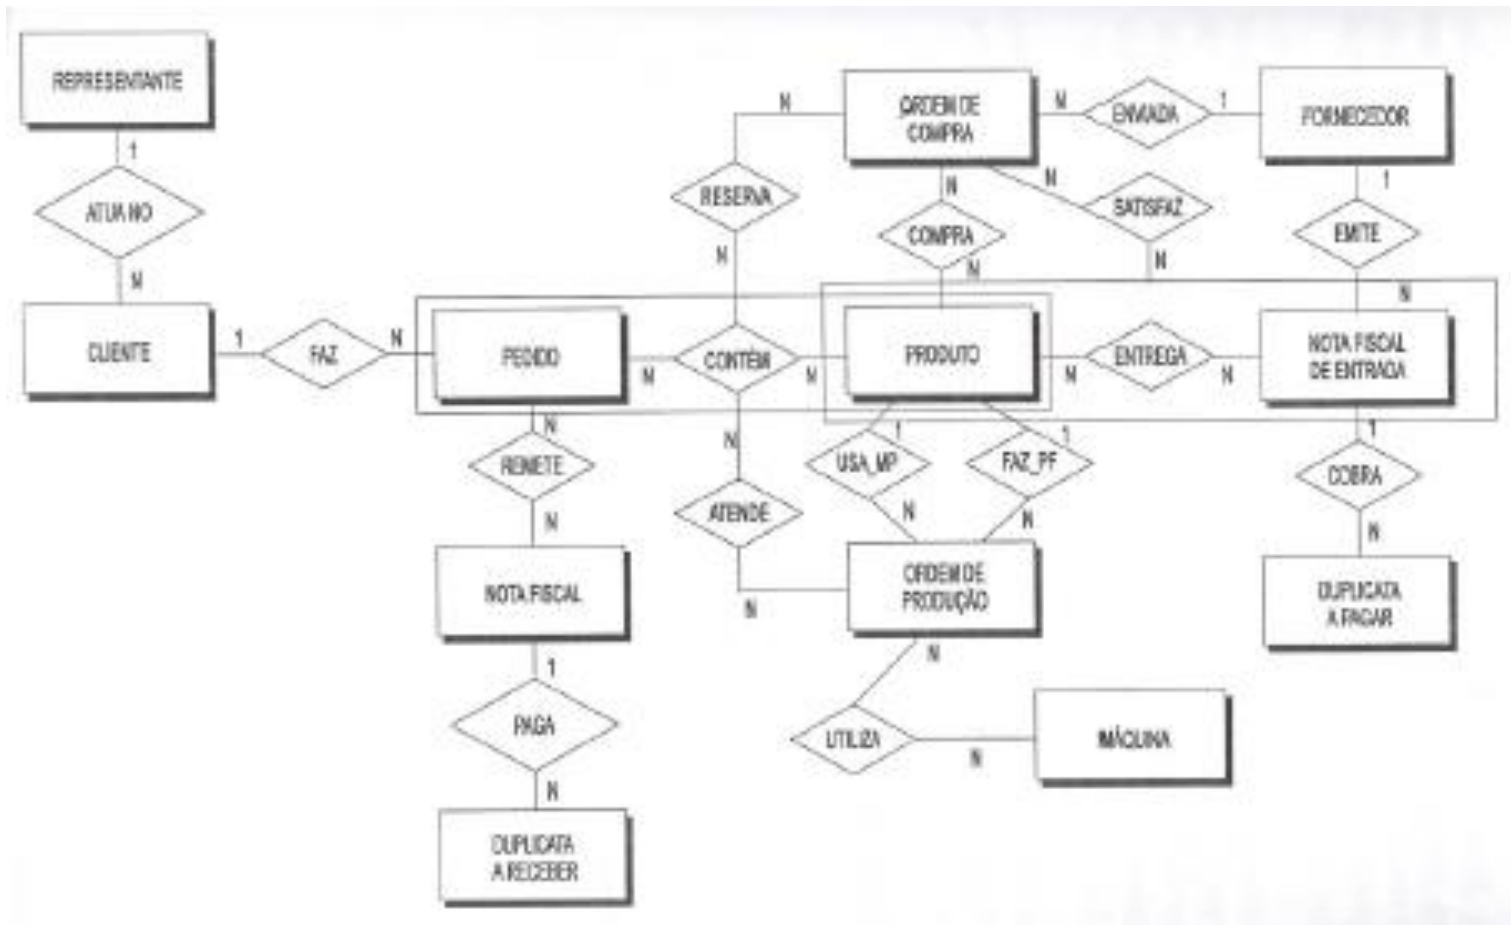 REPRESENTANTE
1
ATUA NO
N
CLIENTE
1
FAZ
N
PEDIDO
N
CONTÉM
N
PRODUTO
N
ENTREGA
N
NOTA FISCAL
DE ENTRADA
N
RESERVA
N
ORDEM DE
COMPRA
N
ENVIADA
1
FORNECEDOR
N
COMPRA
N
N
SATISFAZ
N
1
EMITE
N
N
REMETE
N
NOTA FISCAL
1
PAGA
N
DUPLICATA
A RECEBER
N
ATENDE
N
1
USA_MP
N
1
FAZ_PF
N
ORDEM DE
PRODUÇÃO
N
UTILIZA
N
MÁQUINA
1
COBRA
N
DUPLICATA
A PAGAR